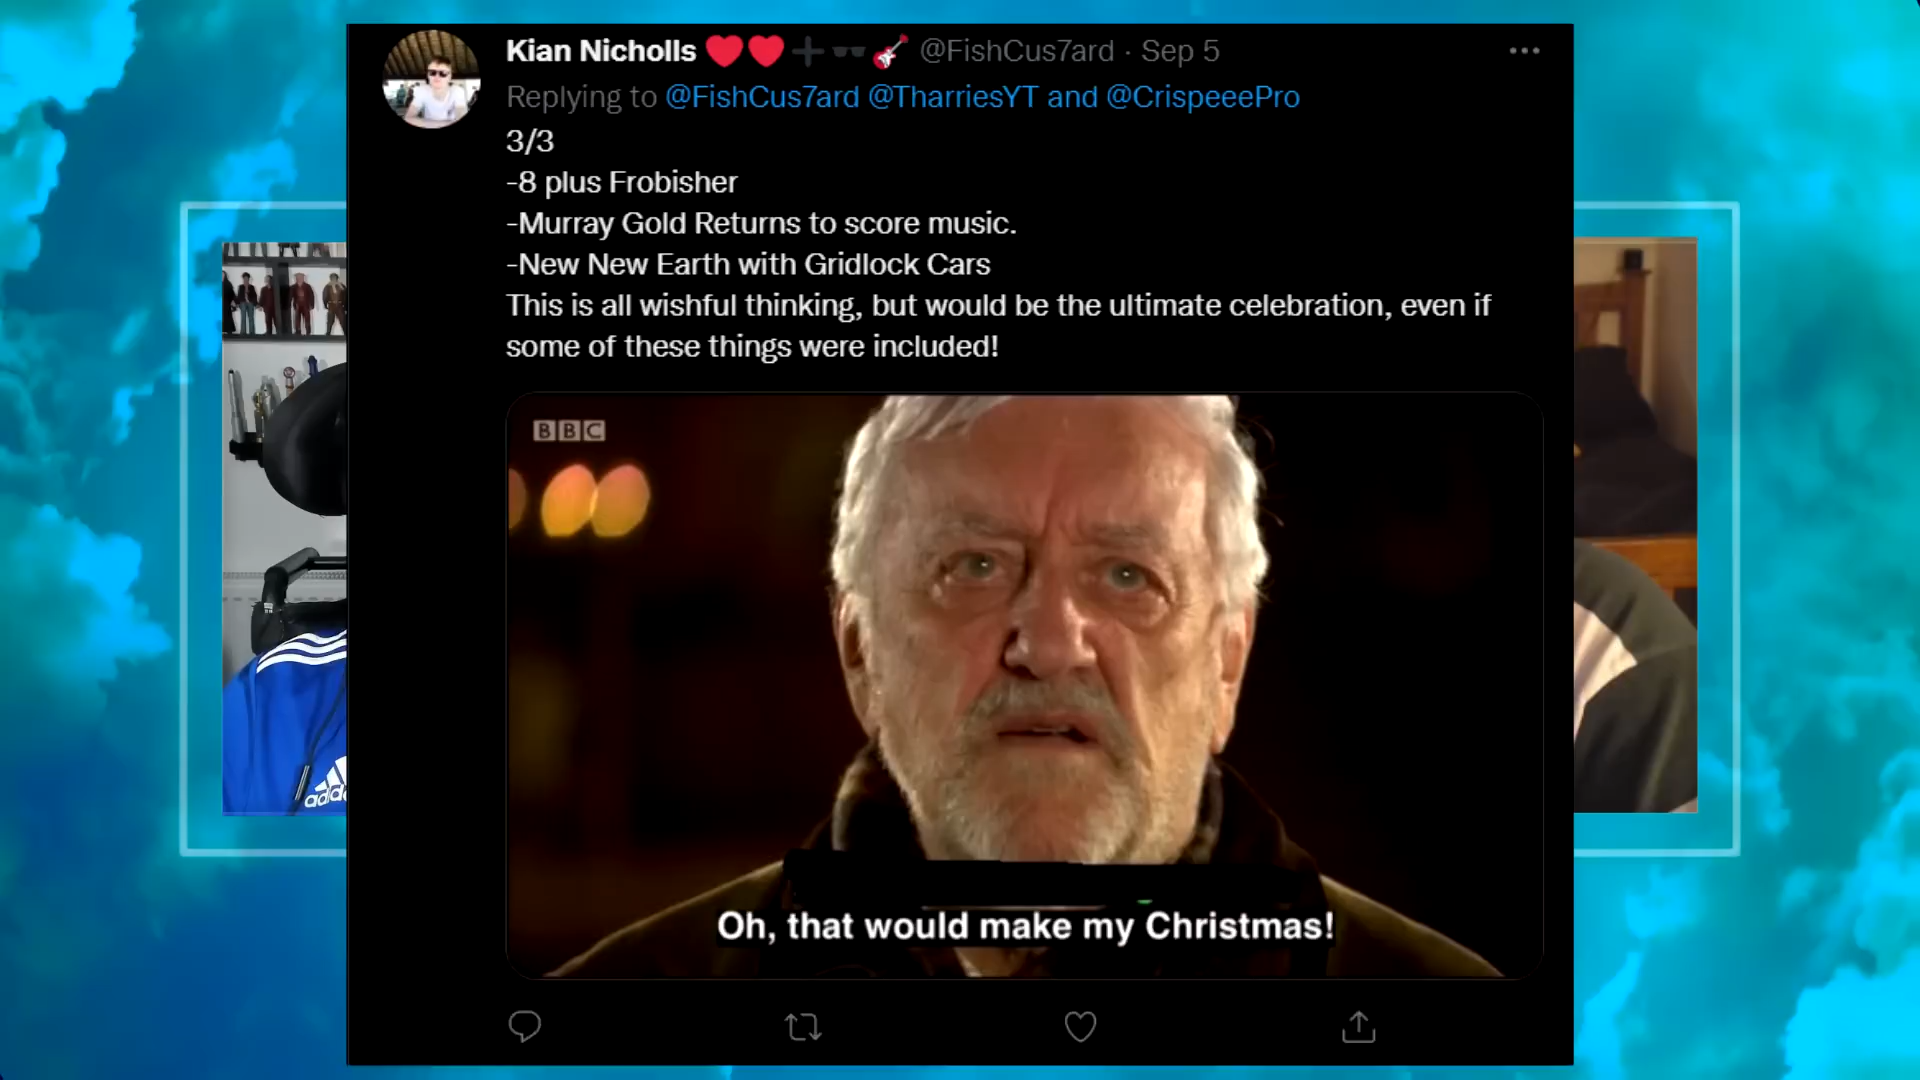 Kian Nicholls @FishCus7ard · Sep 5
Replying to @FishCus7ard @TharriesYT and @CrispeeePro
3/3
-8 plus Frobisher
-Murray Gold Returns to score music.
-New New Earth with Gridlock Cars
This is all wishful thinking, but would be the ultimate celebration, even if
some of these things were included!
BBC
Oh, that would make my Christmas!